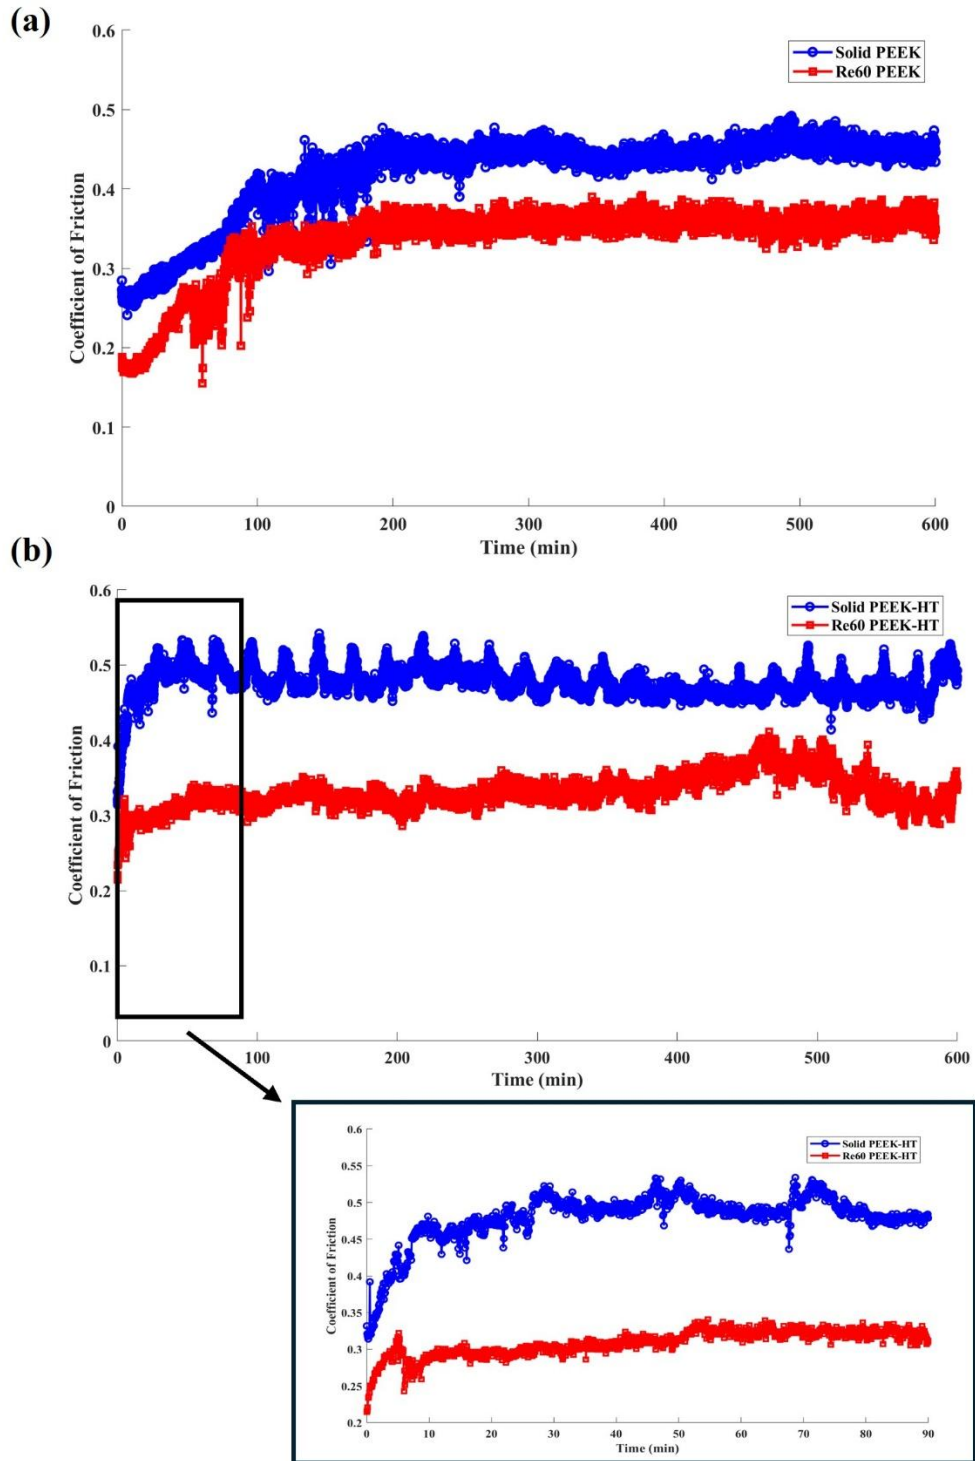 (a)
0.6
0.5
0.4
0.3
0.2
0.1
0
Coefficient of Friction
Solid PEEK
Re60 PEEK
0 100 200 300 400 500 600
Time (min)
(b)
0.6
0.5
0.4
0.3
0.2
0.1
0
Coefficient of Friction
Solid PEEK-HT
Re60 PEEK-HT
0 100 200 300 400 500 600
Time (min)
0.6
0.55
0.5
0.45
0.4
0.35
0.3
0.25
0.2
Coefficient of Friction
Solid PEEK-HT
Re60 PEEK-HT
0 10 20 30 40 50 60 70 80 90
Time (min)